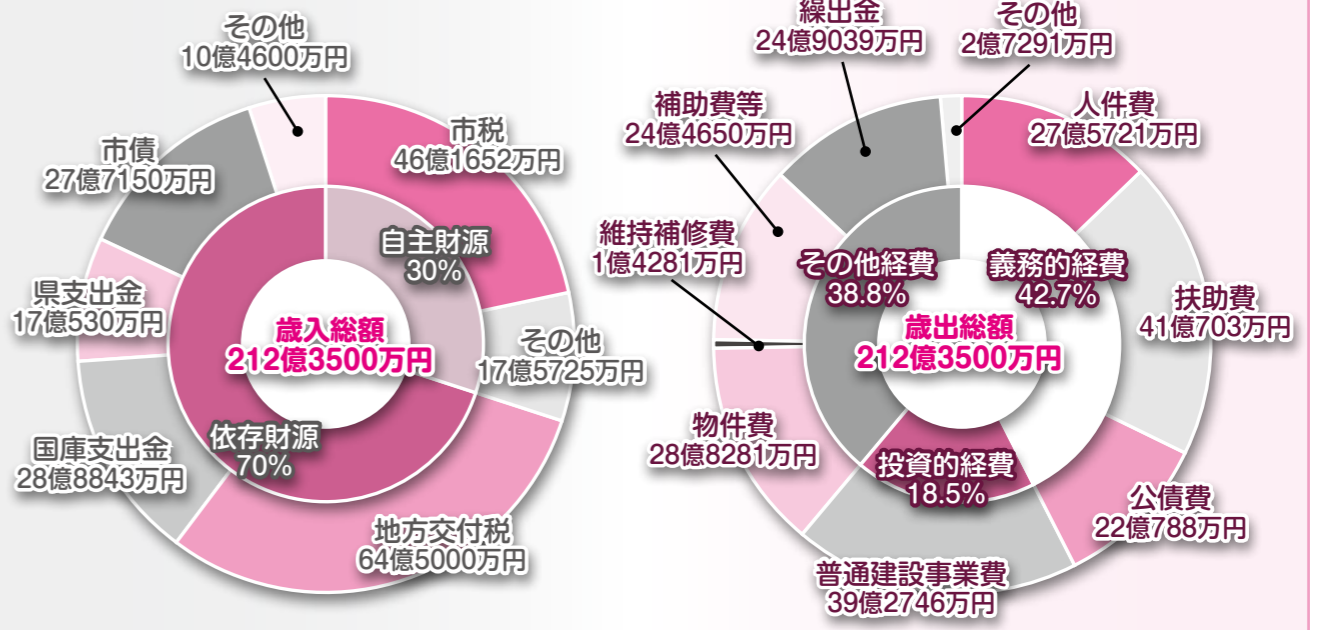 その他
10億4600万円
市税
46億1652万円
市債
27億7150万円
自主財源
30%
県支出金
17億530万円
歳入総額
212億3500万円
その他
17億5725万円
依存財源
70%
国庫支出金
28億8843万円
地方交付税
64億5000万円
繰出金
24億9039万円
その他
2億7291万円
補助費等
24億4650万円
人件費
27億5721万円
維持補修費
1億4281万円
その他経費
38.8%
義務的経費
42.7%
扶助費
41億703万円
歳出総額
212億3500万円
物件費
28億8281万円
投資的経費
18.5%
公債費
22億788万円
普通建設事業費
39億2746万円